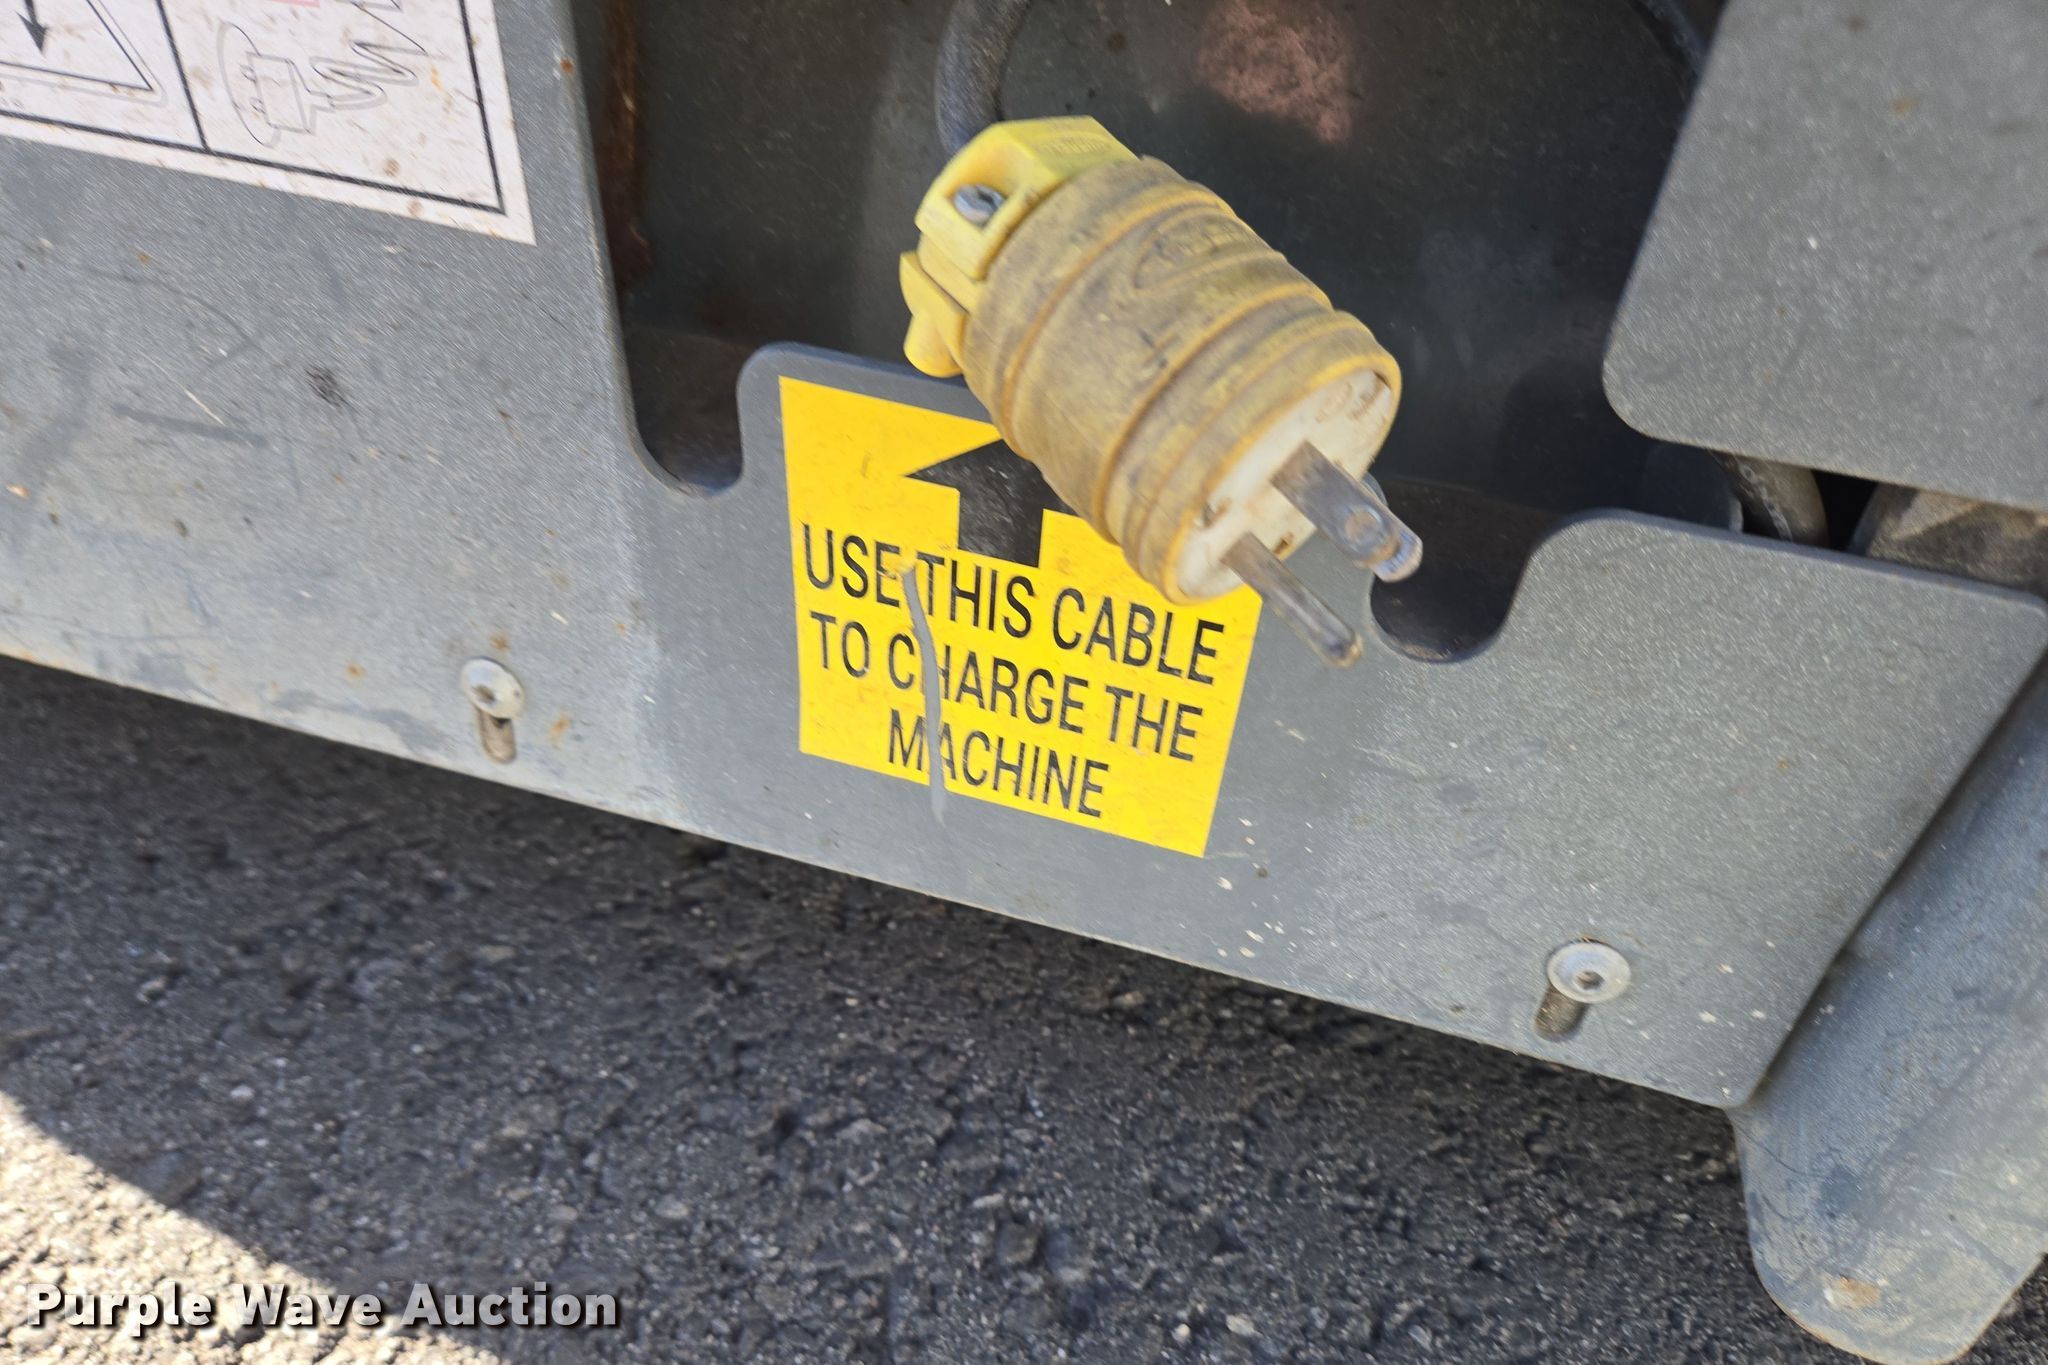 USE THIS CABLE
TO CHARGE THE
MACHINE
Purple Wave Auction